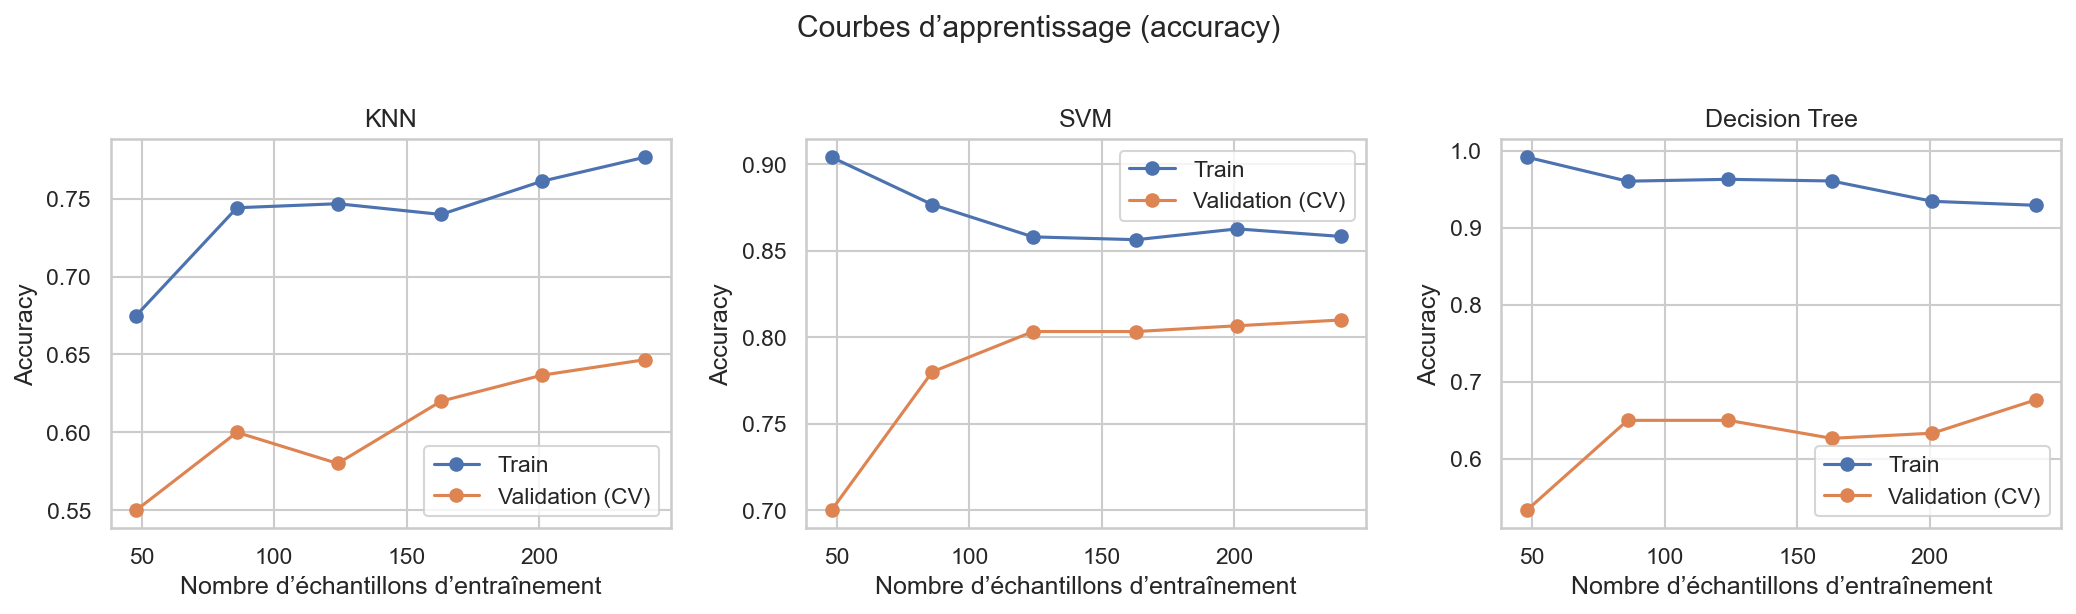 Courbes d’apprentissage (accuracy)
KNN
Accuracy
0.75
0.70
0.65
0.60
0.55
50 100 150 200
Nombre d’échantillons d’entraînement
Train
Validation (CV)
SVM
Accuracy
0.90
0.85
0.80
0.75
0.70
50 100 150 200
Nombre d’échantillons d’entraînement
Train
Validation (CV)
Decision Tree
Accuracy
1.0
0.9
0.8
0.7
0.6
50 100 150 200
Nombre d’échantillons d’entraînement
Train
Validation (CV)